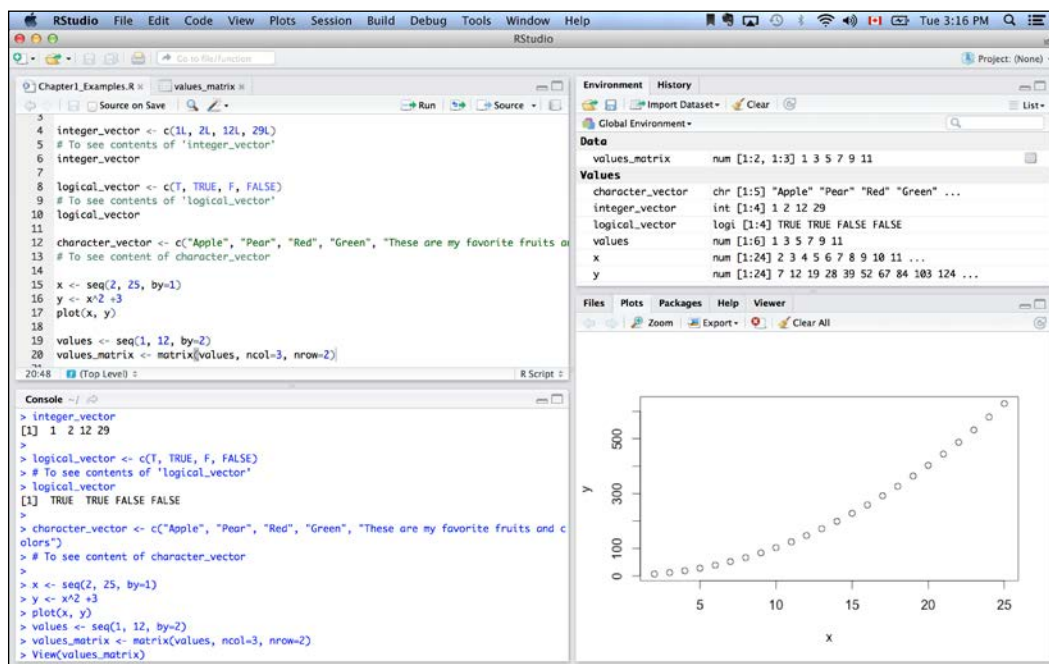 RStudio File Edit Code View Plots Session Build Debug Tools Window Help Tue 3:16 PM
RStudio
Go to file/function Project: (None)
Chapter1_Examples.R values_matrix
Source on Save Run Source
3
4 integer_vector <- c(1L, 2L, 12L, 29L)
5 # To see contents of 'integer_vector'
6 integer_vector
7
8 logical_vector <- c(T, TRUE, F, FALSE)
9 # To see contents of 'logical_vector'
10 logical_vector
11
12 character_vector <- c("Apple", "Pear", "Red", "Green", "These are my favorite fruits a
13 # To see content of character_vector
14
15 x <- seq(2, 25, by=1)
16 y <- x^2 +3
17 plot(x, y)
18
19 values <- seq(1, 12, by=2)
20 values_matrix <- matrix(values, ncol=3, nrow=2)
20:48 (Top Level) R Script
Console ~/
> integer_vector
[1] 1 2 12 29
>
> logical_vector <- c(T, TRUE, F, FALSE)
> # To see contents of 'logical_vector'
> logical_vector
[1] TRUE TRUE FALSE FALSE
>
> character_vector <- c("Apple", "Pear", "Red", "Green", "These are my favorite fruits and c
olors")
> # To see content of character_vector
>
> x <- seq(2, 25, by=1)
> y <- x^2 +3
> plot(x, y)
> values <- seq(1, 12, by=2)
> values_matrix <- matrix(values, ncol=3, nrow=2)
> View(values_matrix)
Environment History
Import Dataset Clear List
Global Environment
Data
values_matrix num [1:2, 1:3] 1 3 5 7 9 11
Values
character_vector chr [1:5] "Apple" "Pear" "Red" "Green" ...
integer_vector int [1:4] 1 2 12 29
logical_vector logi [1:4] TRUE TRUE FALSE FALSE
values num [1:6] 1 3 5 7 9 11
x num [1:24] 2 3 4 5 6 7 8 9 10 11 ...
y num [1:24] 7 12 19 28 39 52 67 84 103 124 ...
Files Plots Packages Help Viewer
Zoom Export Clear All
500
300
100
0
y
5 10 15 20 25
x